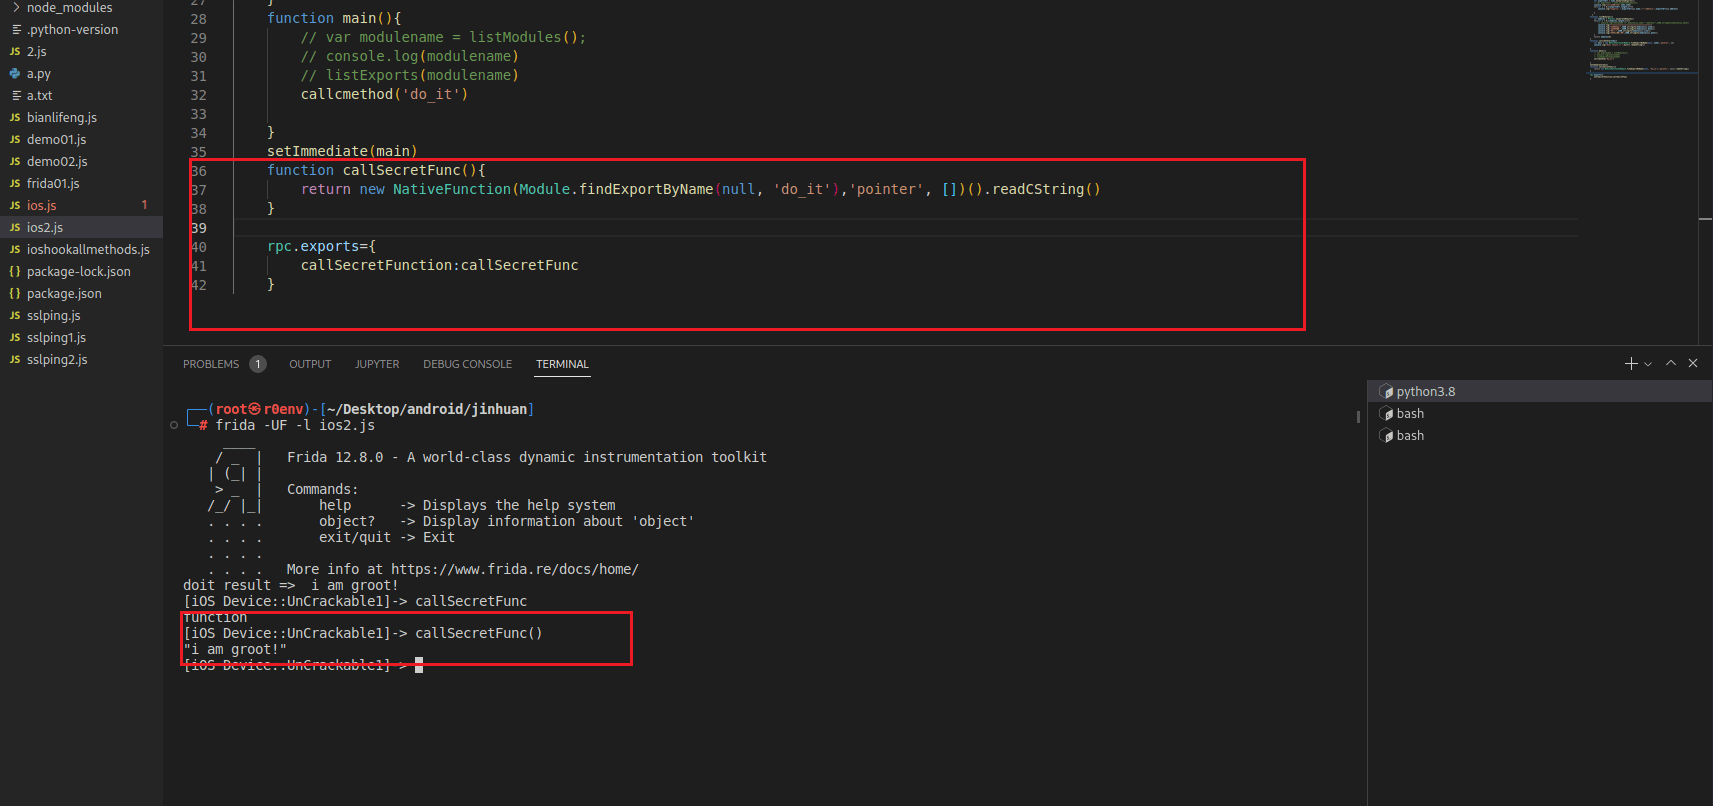 node_modules
.python-version
JS 2.js
a.py
a.txt
JS bianlifeng.js
JS demo01.js
JS demo02.js
JS frida01.js
JS ios.js 1
JS ios2.js
JS ioshookallmethods.js
{} package-lock.json
{} package.json
JS sslping.js
JS sslping1.js
JS sslping2.js
27 }
28 function main(){
29 // var modulename = listModules();
30 // console.log(modulename)
31 // listExports(modulename)
32 callcmethod('do_it')
33
34 }
35 setImmediate(main)
36 function callSecretFunc(){
37 return new NativeFunction(Module.findExportByName(null, 'do_it'),'pointer', [])().readCString()
38 }
39
40 rpc.exports={
41 callSecretFunction:callSecretFunc
42 }
PROBLEMS 1 OUTPUT JUPYTER DEBUG CONSOLE TERMINAL
┌──(root㉿r0env)-[~/Desktop/android/jinhuan]
└─# frida -UF -l ios2.js
     ____
    / _  |   Frida 12.8.0 - A world-class dynamic instrumentation toolkit
   | (_| |
    > _  |   Commands:
   /_/ |_|       help      -> Displays the help system
   . . . .       object?   -> Display information about 'object'
   . . . .       exit/quit -> Exit
   . . . .
   . . . .   More info at https://www.frida.re/docs/home/
doit result =>  i am groot!
[iOS Device::UnCrackable1]-> callSecretFunc
function
[iOS Device::UnCrackable1]-> callSecretFunc()
"i am groot!"
[iOS Device::UnCrackable1]->
python3.8
bash
bash